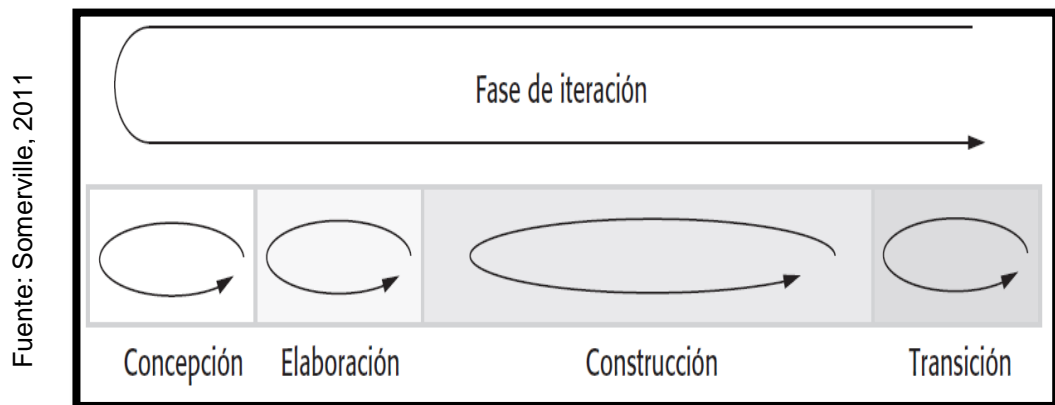 Fuente: Somerville, 2011
Fase de iteración
Concepción
Elaboración
Construcción
Transición